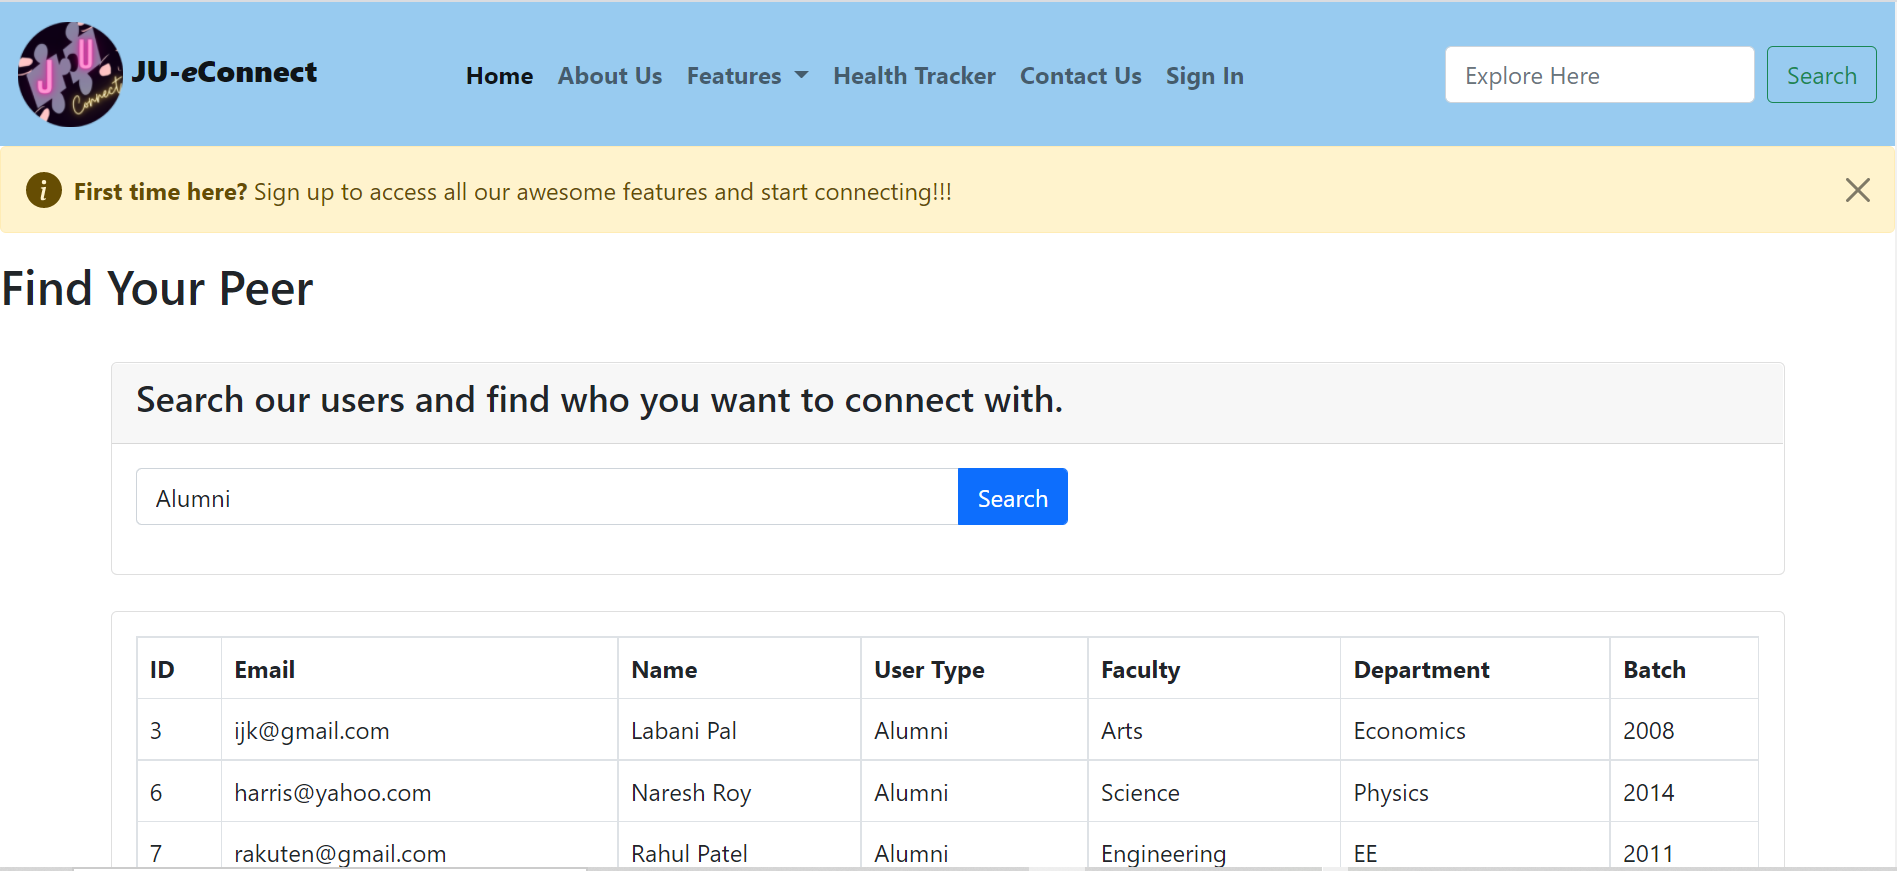 J U Connect
JU-eConnect
Home About Us Features Health Tracker Contact Us Sign In
Explore Here Search
i First time here? Sign up to access all our awesome features and start connecting!!!
Find Your Peer
Search our users and find who you want to connect with.
Alumni Search
ID Email Name User Type Faculty Department Batch
3 ijk@gmail.com Labani Pal Alumni Arts Economics 2008
6 harris@yahoo.com Naresh Roy Alumni Science Physics 2014
7 rakuten@gmail.com Rahul Patel Alumni Engineering EE 2011